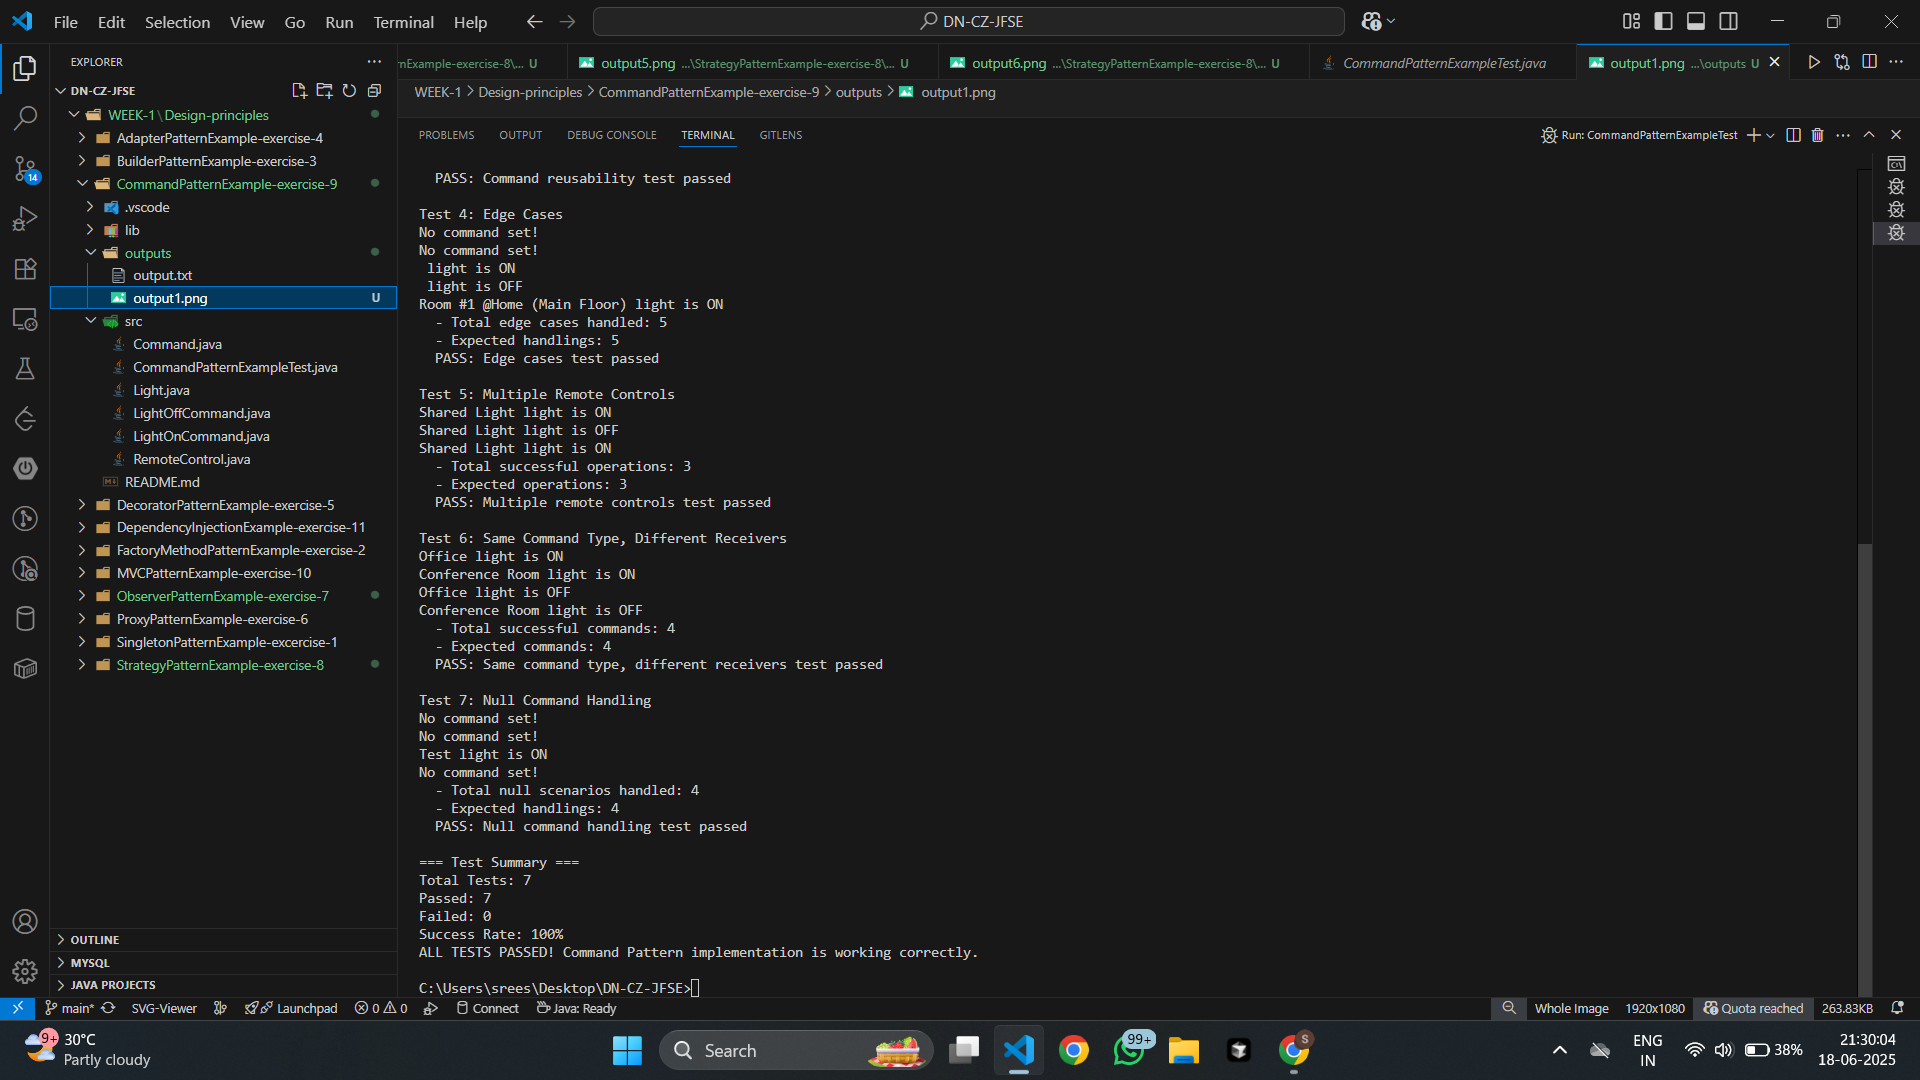 File Edit Selection View Go Run Terminal Help
DN-CZ-JFSE
EXPLORER
DN-CZ-JFSE
WEEK-1\Design-principles
AdapterPatternExample-exercise-4
BuilderPatternExample-exercise-3
CommandPatternExample-exercise-9
.vscode
lib
outputs
output.txt
output1.png U
src
Command.java
CommandPatternExampleTest.java
Light.java
LightOffCommand.java
LightOnCommand.java
RemoteControl.java
README.md
DecoratorPatternExample-exercise-5
DependencyInjectionExample-exercise-11
FactoryMethodPatternExample-exercise-2
MVCPatternExample-exercise-10
ObserverPatternExample-exercise-7
ProxyPatternExample-exercise-6
SingletonPatternExample-excercise-1
StrategyPatternExample-exercise-8
OUTLINE
MYSQL
JAVA PROJECTS
14
rnExample-exercise-8\... U
output5.png ...\StrategyPatternExample-exercise-8\... U
output6.png ...\StrategyPatternExample-exercise-8\... U
CommandPatternExampleTest.java
output1.png ...\outputs U
WEEK-1 > Design-principles > CommandPatternExample-exercise-9 > outputs > output1.png
PROBLEMS OUTPUT DEBUG CONSOLE TERMINAL GITLENS
Run: CommandPatternExampleTest
PASS: Command reusability test passed
Test 4: Edge Cases
No command set!
No command set!
light is ON
light is OFF
Room #1 @Home (Main Floor) light is ON
- Total edge cases handled: 5
- Expected handlings: 5
PASS: Edge cases test passed
Test 5: Multiple Remote Controls
Shared Light light is ON
Shared Light light is OFF
Shared Light light is ON
- Total successful operations: 3
- Expected operations: 3
PASS: Multiple remote controls test passed
Test 6: Same Command Type, Different Receivers
Office light is ON
Conference Room light is ON
Office light is OFF
Conference Room light is OFF
- Total successful commands: 4
- Expected commands: 4
PASS: Same command type, different receivers test passed
Test 7: Null Command Handling
No command set!
No command set!
Test light is ON
No command set!
- Total null scenarios handled: 4
- Expected handlings: 4
PASS: Null command handling test passed
=== Test Summary ===
Total Tests: 7
Passed: 7
Failed: 0
Success Rate: 100%
ALL TESTS PASSED! Command Pattern implementation is working correctly.
C:\Users\srees\Desktop\DN-CZ-JFSE>
main* SVG-Viewer Launchpad 0 0 Connect Java: Ready
Whole Image 1920x1080 Quota reached 263.83KB
9+ 30°C
Partly cloudy
Search
99+
S
ENG
IN
38%
21:30:04
18-06-2025